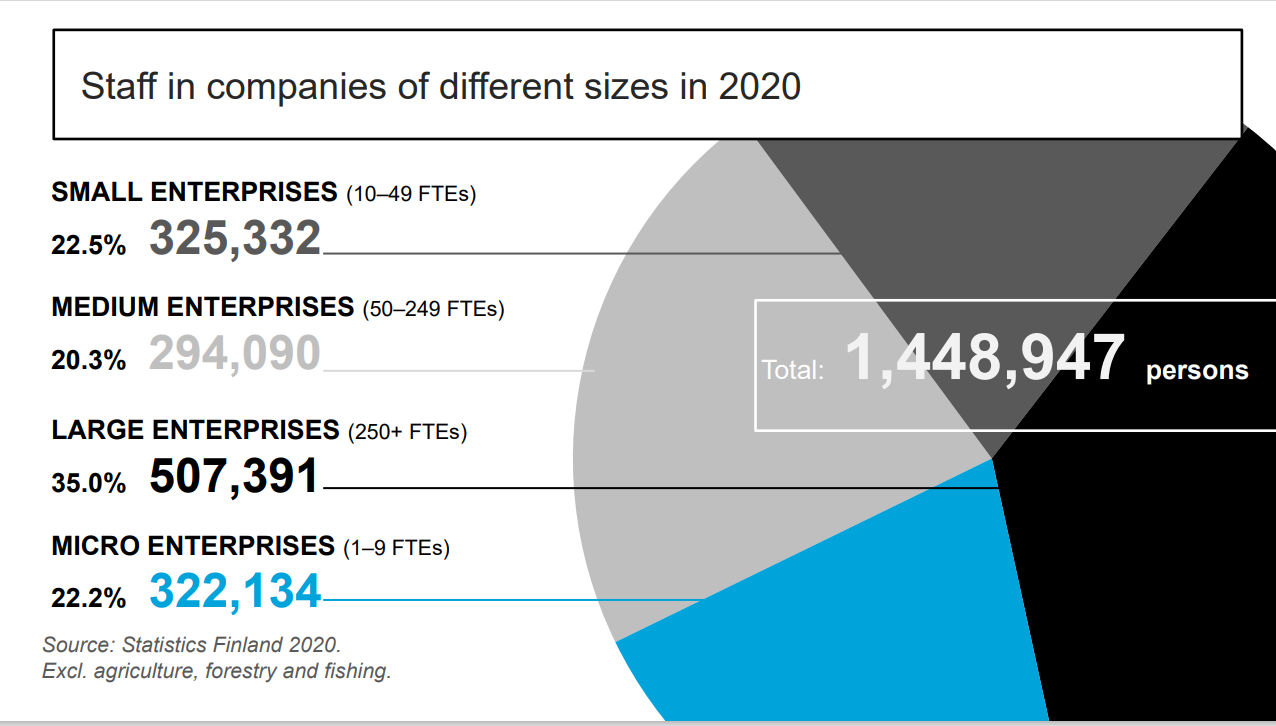 Staff in companies of different sizes in 2020
SMALL ENTERPRISES (10–49 FTEs)
22.5% 325,332
MEDIUM ENTERPRISES (50–249 FTEs)
20.3% 294,090
Total: 1,448,947 persons
LARGE ENTERPRISES (250+ FTEs)
35.0% 507,391
MICRO ENTERPRISES (1–9 FTEs)
22.2% 322,134
Source: Statistics Finland 2020.
Excl. agriculture, forestry and fishing.